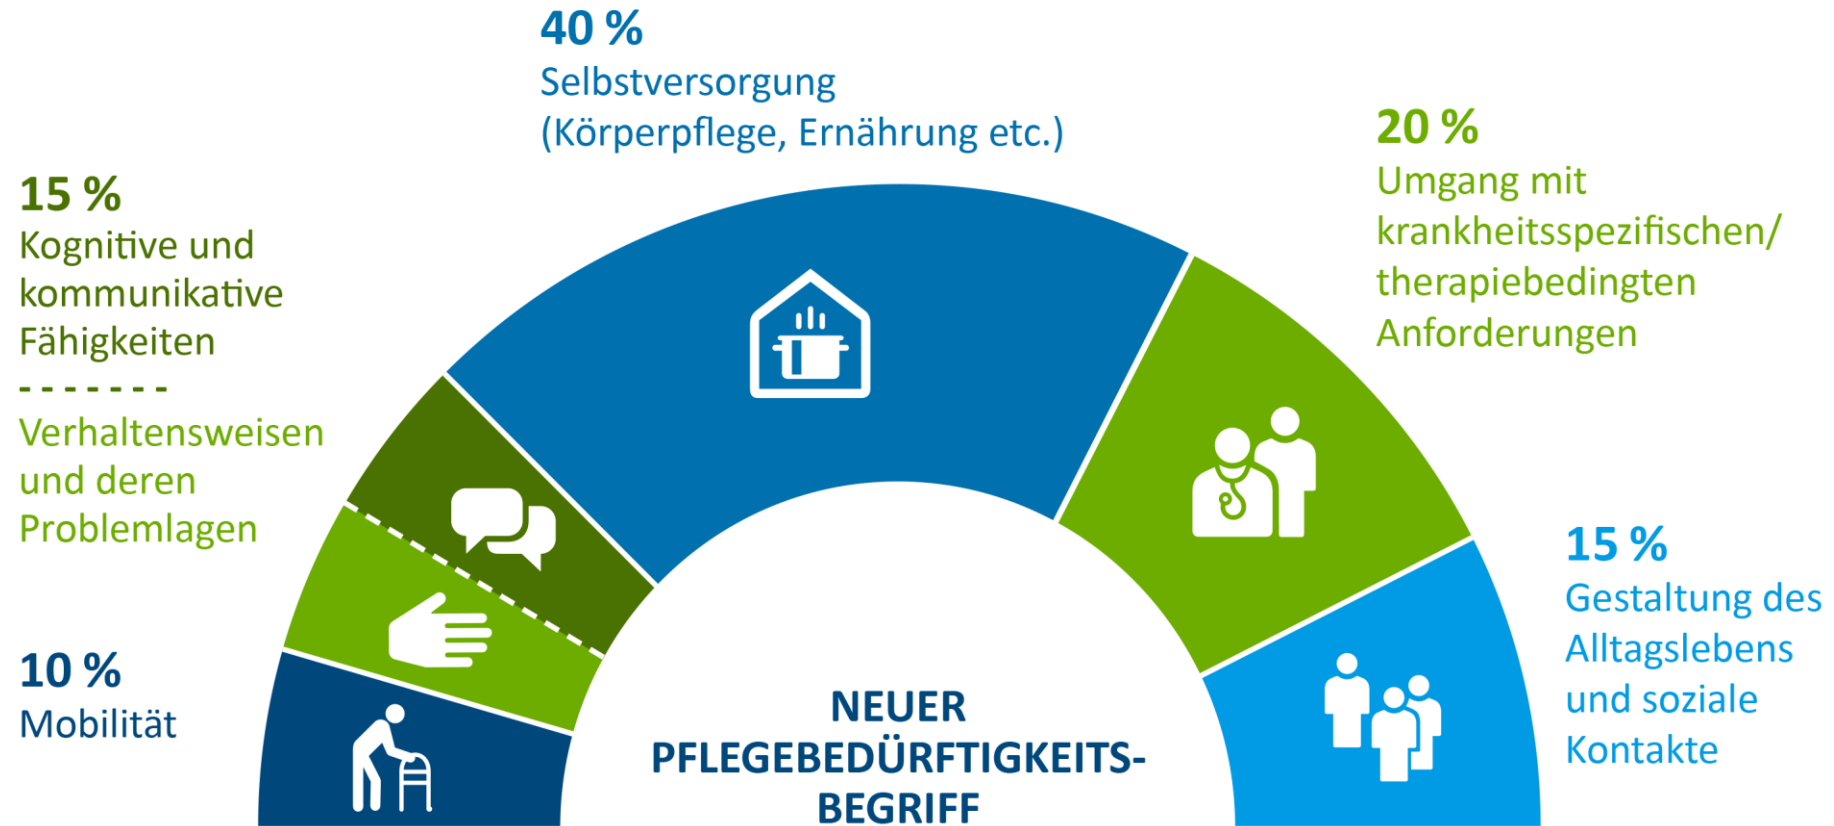 40 %
Selbstversorgung
(Körperpflege, Ernährung etc.)
20 %
Umgang mit
krankheitsspezifischen/
therapiebedingten
Anforderungen
15 %
Kognitive und
kommunikative
Fähigkeiten
- - - - - - -
Verhaltensweisen
und deren
Problemlagen
15 %
Gestaltung des
Alltagslebens
und soziale
Kontakte
10 %
Mobilität
NEUER
PFLEGEBEDÜRFTIGKEITS-
BEGRIFF